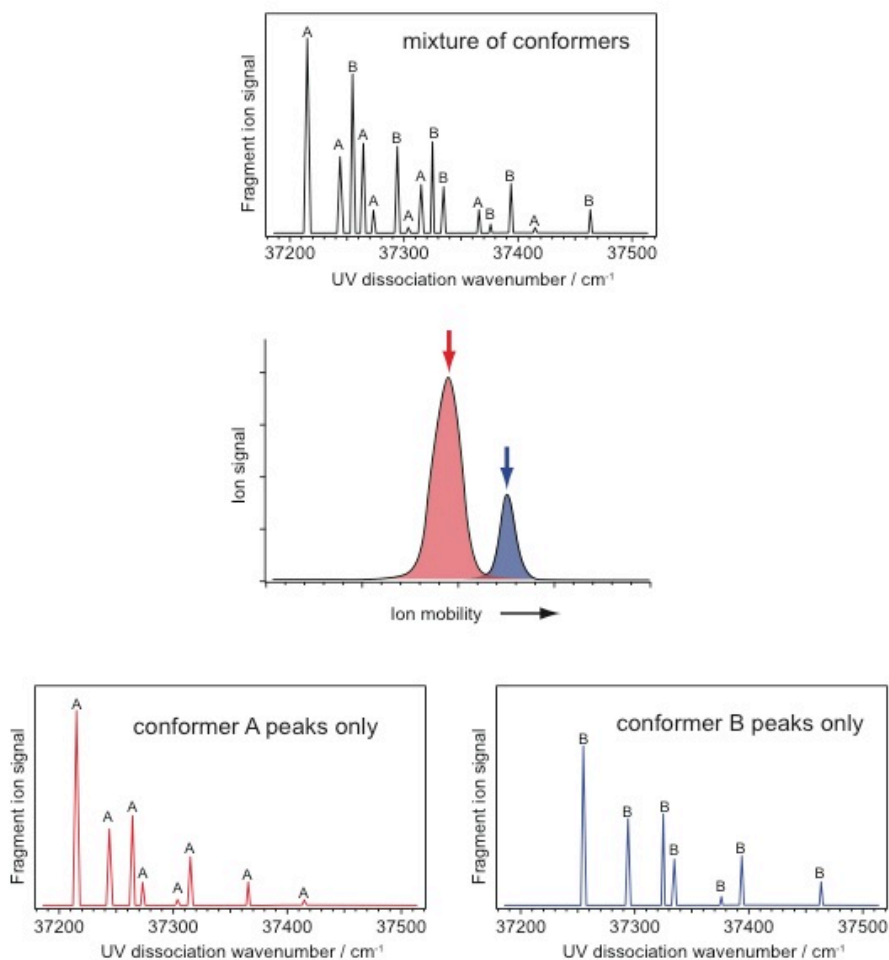 mixture of conformers
Fragment ion signal
A
B
A
A
B
A
A
B
B
A
B
B
A
B
37200 37300 37400 37500
UV dissociation wavenumber / cm⁻¹
Ion signal
Ion mobility
conformer A peaks only
Fragment ion signal
A
A
A
A
A
A
A
A
37200 37300 37400 37500
UV dissociation wavenumber / cm⁻¹
conformer B peaks only
Fragment ion signal
B
B
B
B
B
B
B
37200 37300 37400 37500
UV dissociation wavenumber / cm⁻¹